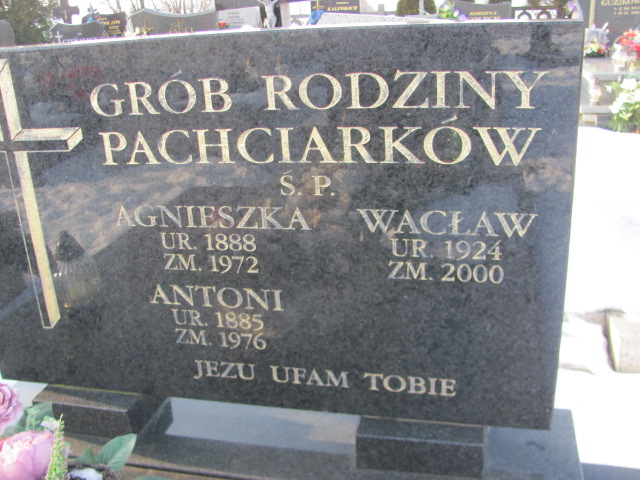 GRÓB RODZINY
PACHCIARKÓW
Ś. P.
AGNIESZKA
UR. 1888
ZM. 1972
WACŁAW
UR. 1924
ZM. 2000
ANTONI
UR. 1885
ZM. 1976
JEZU UFAM TOBIE